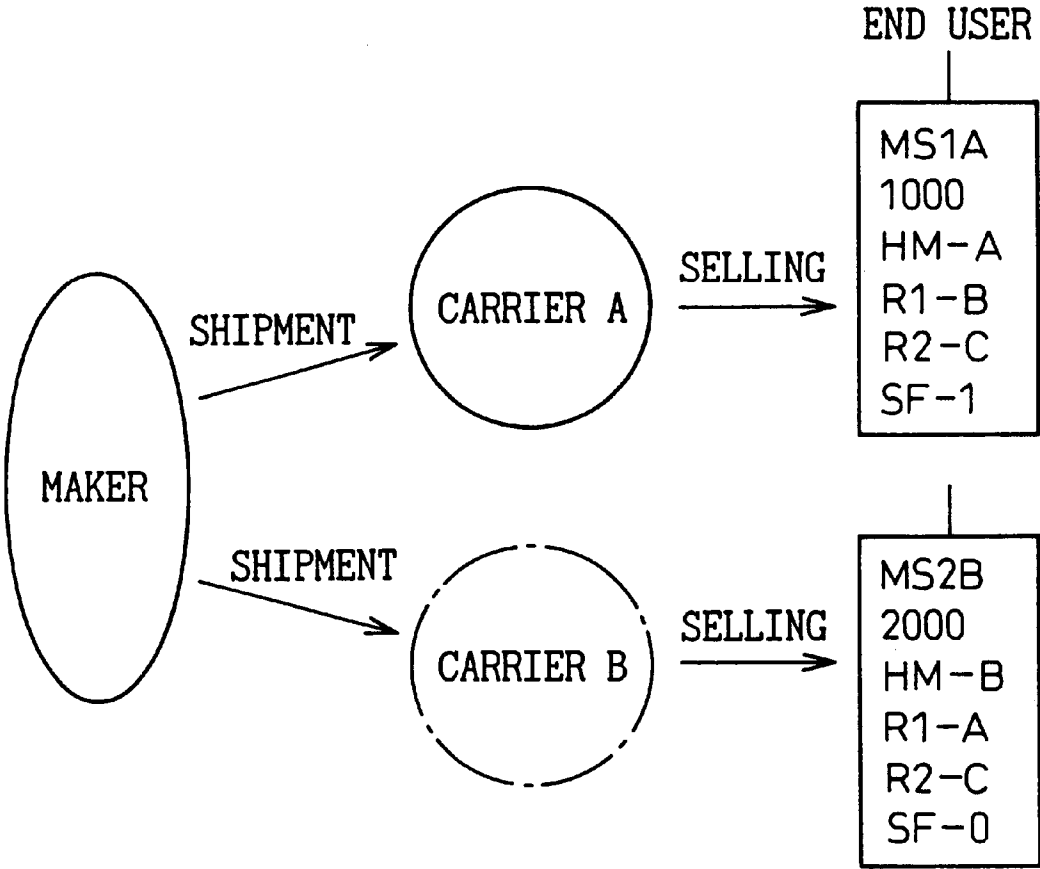 END USER
MS1A
1000
HM-A
R1-B
R2-C
SF-1
SELLING
CARRIER A
SHIPMENT
MAKER
SHIPMENT
CARRIER B
SELLING
MS2B
2000
HM-B
R1-A
R2-C
SF-0